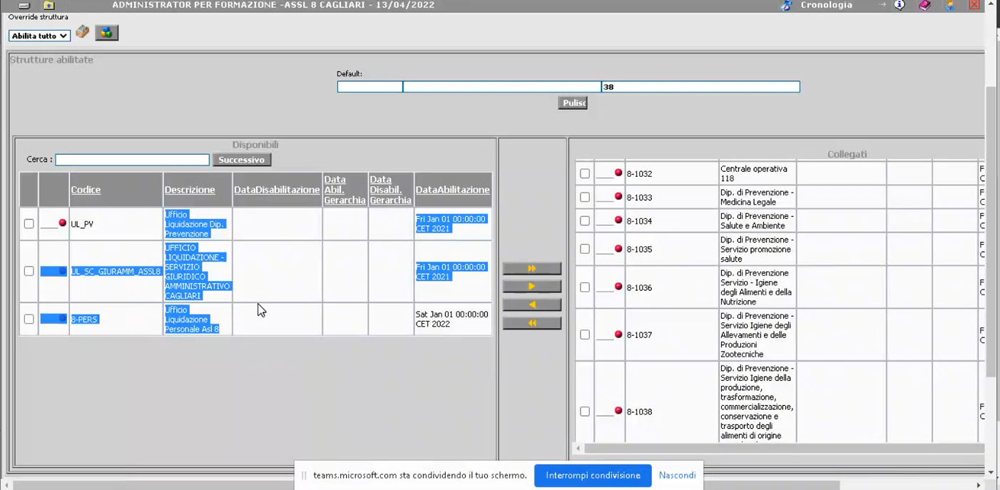 ADMINISTRATOR PER FORMAZIONE -ASSL 8 CAGLIARI - 13/04/2022
Cronologia
Override struttura
Abilita tutto
Strutture abilitate
Default:
38
Pulisc
Disponibili
Cerca :
Successivo
Codice
Descrizione
DataDisabilitazione
Data
Abil.
Gerarchia
Data
Disabil.
Gerarchia
DataAbilitazione
UL_PV
Ufficio
Liquidazione Dip.
Prevenzione
Fri Jan 01 00:00:00
CET 2021
UL_SC_GIURAMM_ASSL8
UFFICIO
LIQUIDAZIONE -
SERVIZIO
GIURIDICO
AMMINISTRATIVO
CAGLIARI
Fri Jan 01 00:00:00
CET 2021
8-PERS
Ufficio
Liquidazione
Personale Asl 8
Sat Jan 01 00:00:00
CET 2022
Collegati
8-1032
Centrale operativa
118
F
C
8-1033
Dip. di Prevenzione -
Medicina Legale
F
C
8-1034
Dip. di Prevenzione -
Salute e Ambiente
F
C
8-1035
Dip. di Prevenzione -
Servizio promozione
salute
F
C
8-1036
Dip. di Prevenzione
Servizio - Igiene
degli Alimenti e della
Nutrizione
F
C
8-1037
Dip. di Prevenzione -
Servizio Igiene degli
Allevamenti e delle
Produzioni
Zootecniche
F
C
8-1038
Dip. di Prevenzione -
Servizio Igiene della
produzione,
trasformazione,
commercializzazione,
conservazione e
trasporto degli
alimenti di origine
F
C
teams.microsoft.com sta condividendo il tuo schermo.
Interrompi condivisione
Nascondi